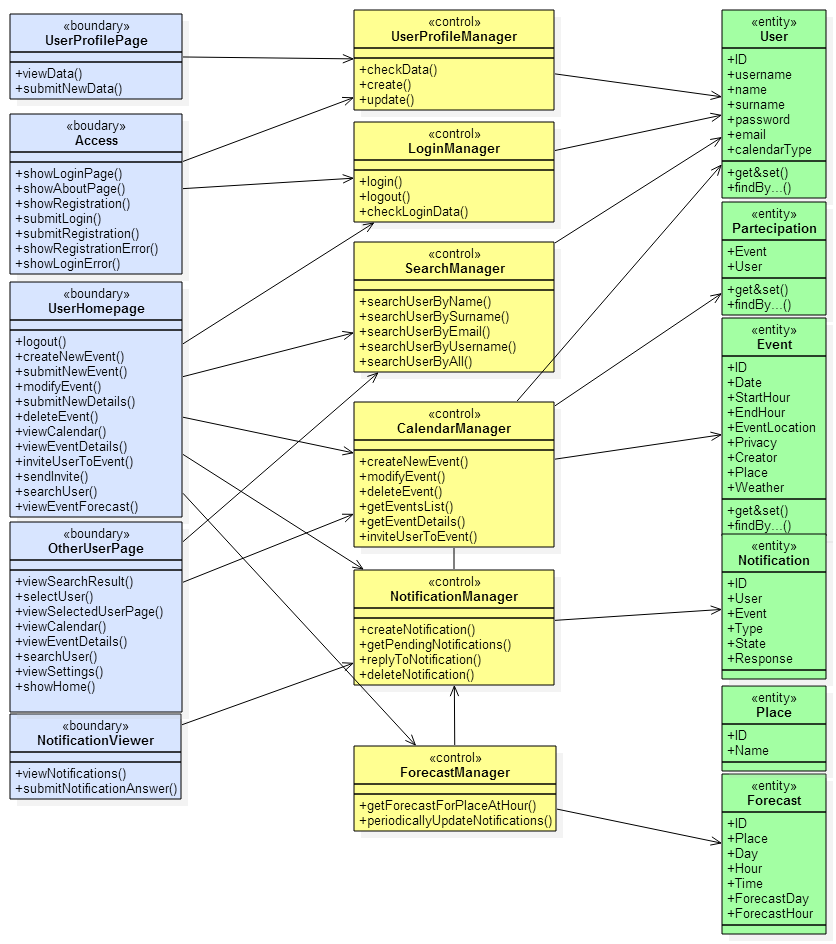 «boundary»
UserProfilePage
+viewData()
+submitNewData()
«boudary»
Access
+showLoginPage()
+showAboutPage()
+showRegistration()
+submitLogin()
+submitRegistration()
+showRegistrationError()
+showLoginError()
«boundary»
UserHomepage
+logout()
+createNewEvent()
+submitNewEvent()
+modifyEvent()
+submitNewDetails()
+deleteEvent()
+viewCalendar()
+viewEventDetails()
+inviteUserToEvent()
+sendInvite()
+searchUser()
+viewEventForecast()
«boundary»
OtherUserPage
+viewSearchResult()
+selectUser()
+viewSelectedUserPage()
+viewCalendar()
+viewEventDetails()
+searchUser()
+viewSettings()
+showHome()
«boundary»
NotificationViewer
+viewNotifications()
+submitNotificationAnswer()
«control»
UserProfileManager
+checkData()
+create()
+update()
«control»
LoginManager
+login()
+logout()
+checkLoginData()
«control»
SearchManager
+searchUserByName()
+searchUserBySurname()
+searchUserByEmail()
+searchUserByUsername()
+searchUserByAll()
«control»
CalendarManager
+createNewEvent()
+modifyEvent()
+deleteEvent()
+getEventsList()
+getEventDetails()
+inviteUserToEvent()
«control»
NotificationManager
+createNotification()
+getPendingNotifications()
+replyToNotification()
+deleteNotification()
«control»
ForecastManager
+getForecastForPlaceAtHour()
+periodicallyUpdateNotifications()
«entity»
User
+ID
+username
+name
+surname
+password
+email
+calendarType
+get&set()
+findBy...()
«entity»
Partecipation
+Event
+User
+get&set()
+findBy...()
«entity»
Event
+ID
+Date
+StartHour
+EndHour
+EventLocation
+Privacy
+Creator
+Place
+Weather
+get&set()
+findBy...()
«entity»
Notification
+ID
+User
+Event
+Type
+State
+Response
«entity»
Place
+ID
+Name
«entity»
Forecast
+ID
+Place
+Day
+Hour
+Time
+ForecastDay
+ForecastHour